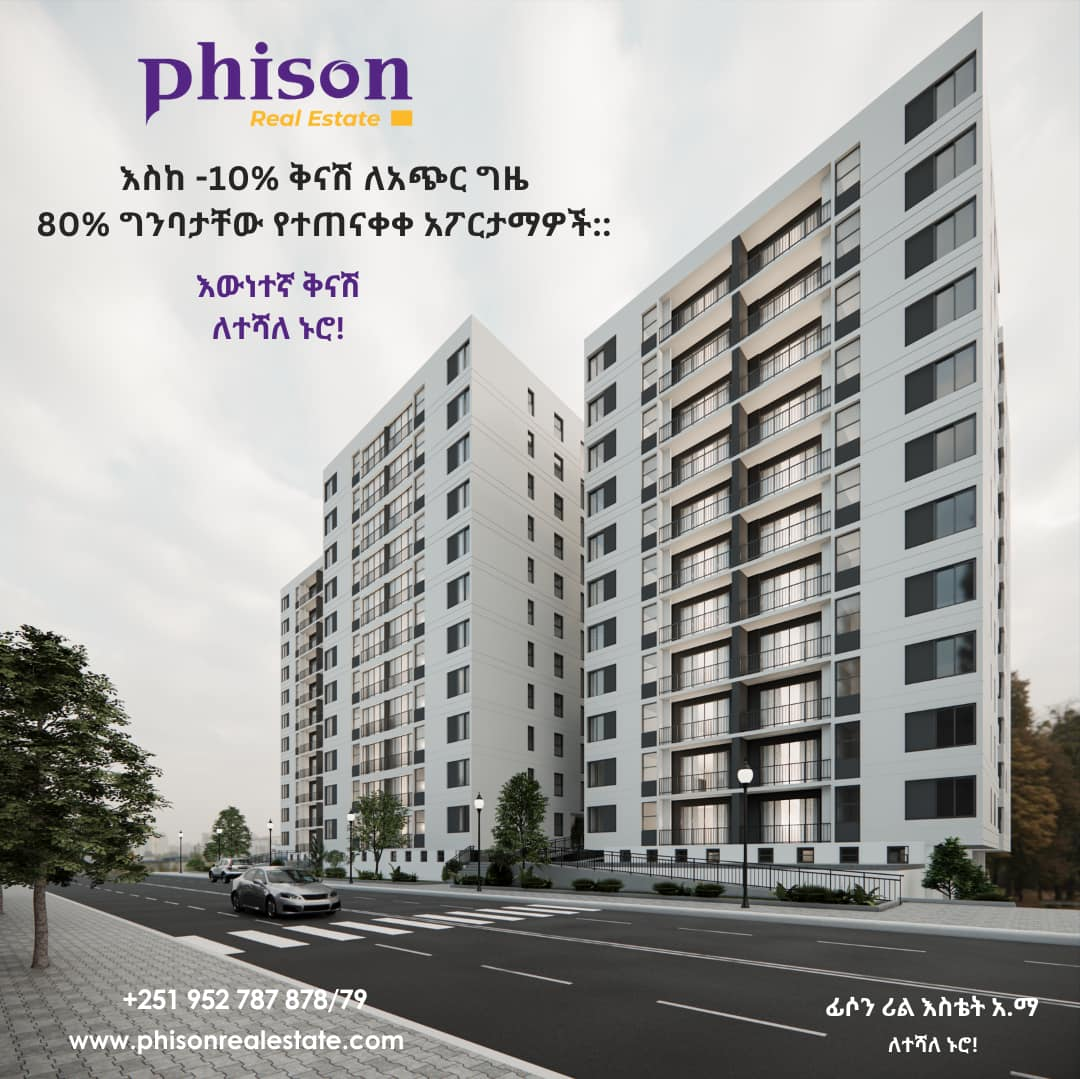 phison
Real Estate
እስከ -10% ቅናሽ ለአጭር ግዜ
80% ግንባታቸው የተጠናቀቀ አፖርታማዎች::
እውነተኛ ቅናሽ
ለተሻለ ኑሮ!
+251 952 787 878/79
www.phisonrealestate.com
ፊሶን ሪል እስቴት አ.ማ
ለተሻለ ኑሮ!